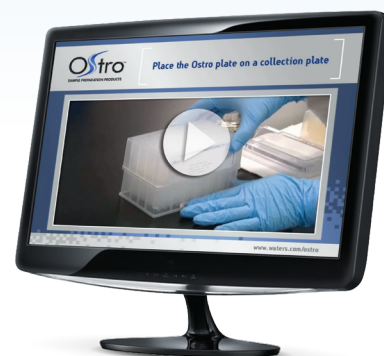 Ostro
SAMPLE PREPARATION PRODUCTS
Place the Ostro plate on a collection plate
www.waters.com/ostro